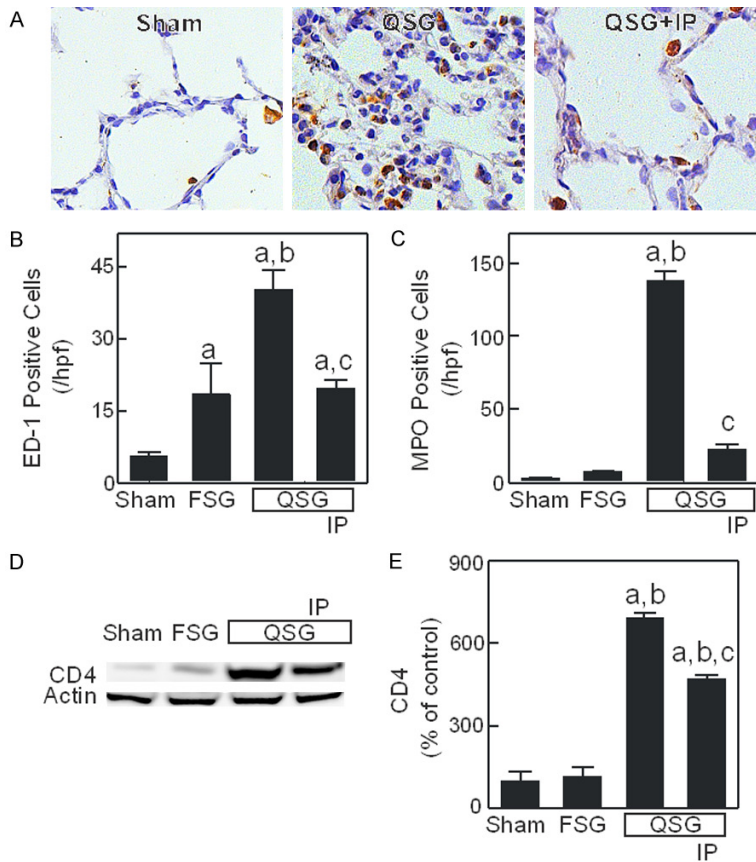 A
Sham
QSG
QSG+IP
B
ED-1 Positive Cells
(/hpf)
45
30
15
0
a
a,b
a,c
Sham FSG QSG
IP
C
MPO Positive Cells
(/hpf)
150
100
50
0
a,b
c
Sham FSG QSG
IP
D
IP
Sham FSG QSG
CD4
Actin
E
CD4
(% of control)
900
600
300
0
a,b
a,b,c
Sham FSG QSG
IP